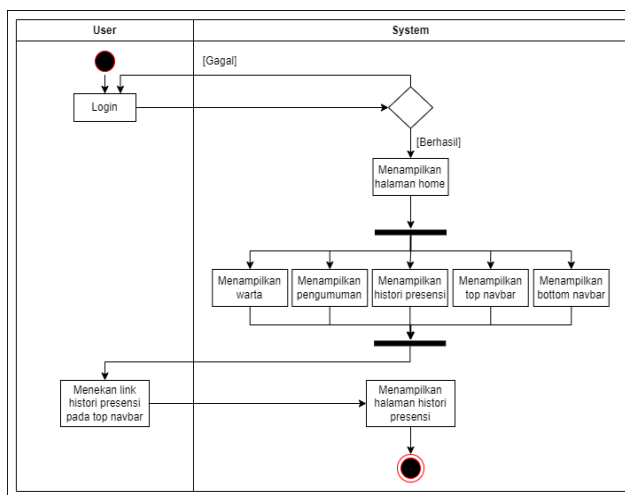 User
System
[Gagal]
Login
[Berhasil]
Menampilkan
halaman home
Menampilkan
warta
Menampilkan
pengumuman
Menampilkan
histori presensi
Menampilkan
top navbar
Menampilkan
bottom navbar
Menekan link
histori presensi
pada top navbar
Menampilkan
halaman histori
presensi